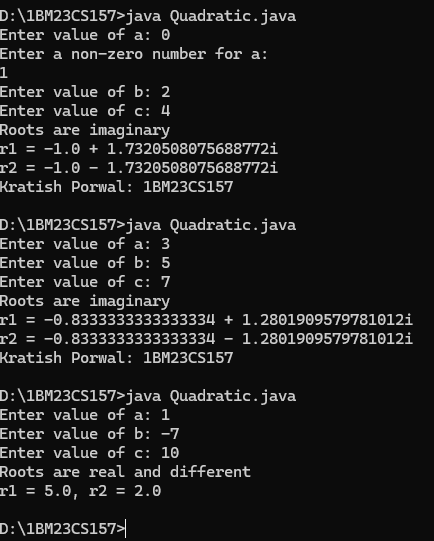 D:\1BM23CS157>java Quadratic.java
Enter value of a: 0
Enter a non-zero number for a:
1
Enter value of b: 2
Enter value of c: 4
Roots are imaginary
r1 = -1.0 + 1.7320508075688772i
r2 = -1.0 - 1.7320508075688772i
Kratish Porwal: 1BM23CS157

D:\1BM23CS157>java Quadratic.java
Enter value of a: 3
Enter value of b: 5
Enter value of c: 7
Roots are imaginary
r1 = -0.8333333333333334 + 1.2801909579781012i
r2 = -0.8333333333333334 - 1.2801909579781012i
Kratish Porwal: 1BM23CS157

D:\1BM23CS157>java Quadratic.java
Enter value of a: 1
Enter value of b: -7
Enter value of c: 10
Roots are real and different
r1 = 5.0, r2 = 2.0

D:\1BM23CS157>